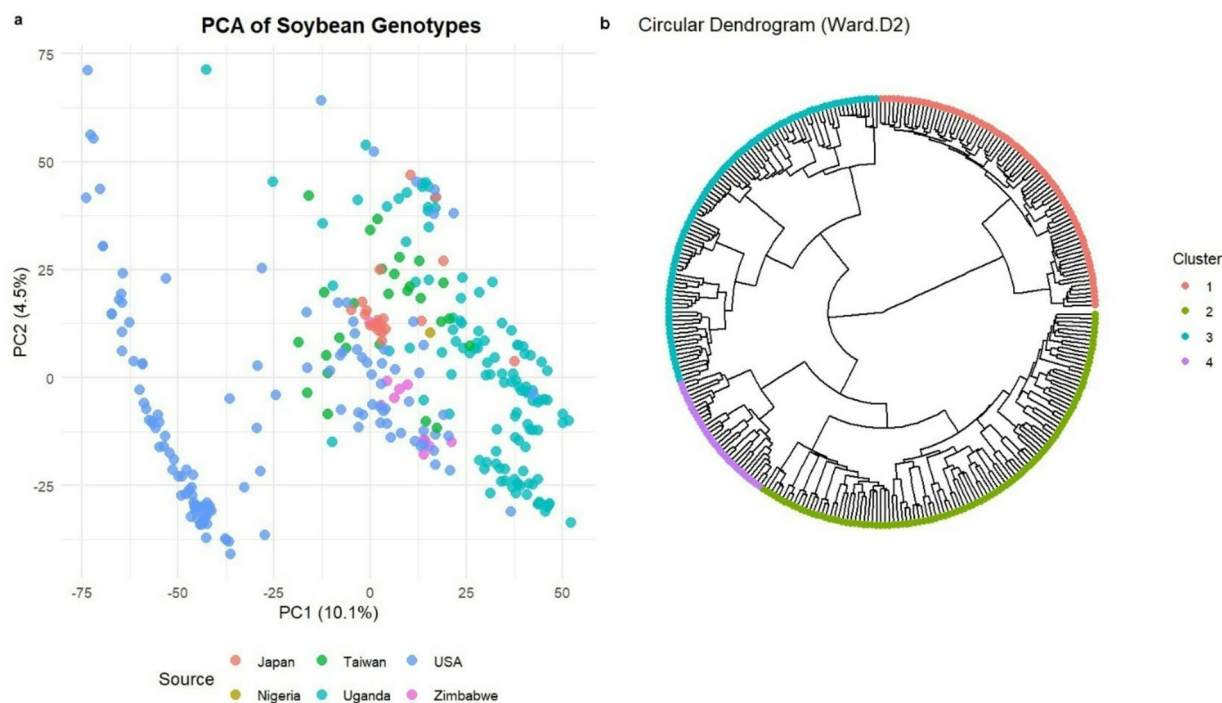 a
PCA of Soybean Genotypes
75
50
25
0
-25
PC2 (4.5%)
-75
-50
-25
0
25
50
PC1 (10.1%)
Source
Japan
Taiwan
USA
Nigeria
Uganda
Zimbabwe
b
Circular Dendrogram (Ward.D2)
Cluster
1
2
3
4